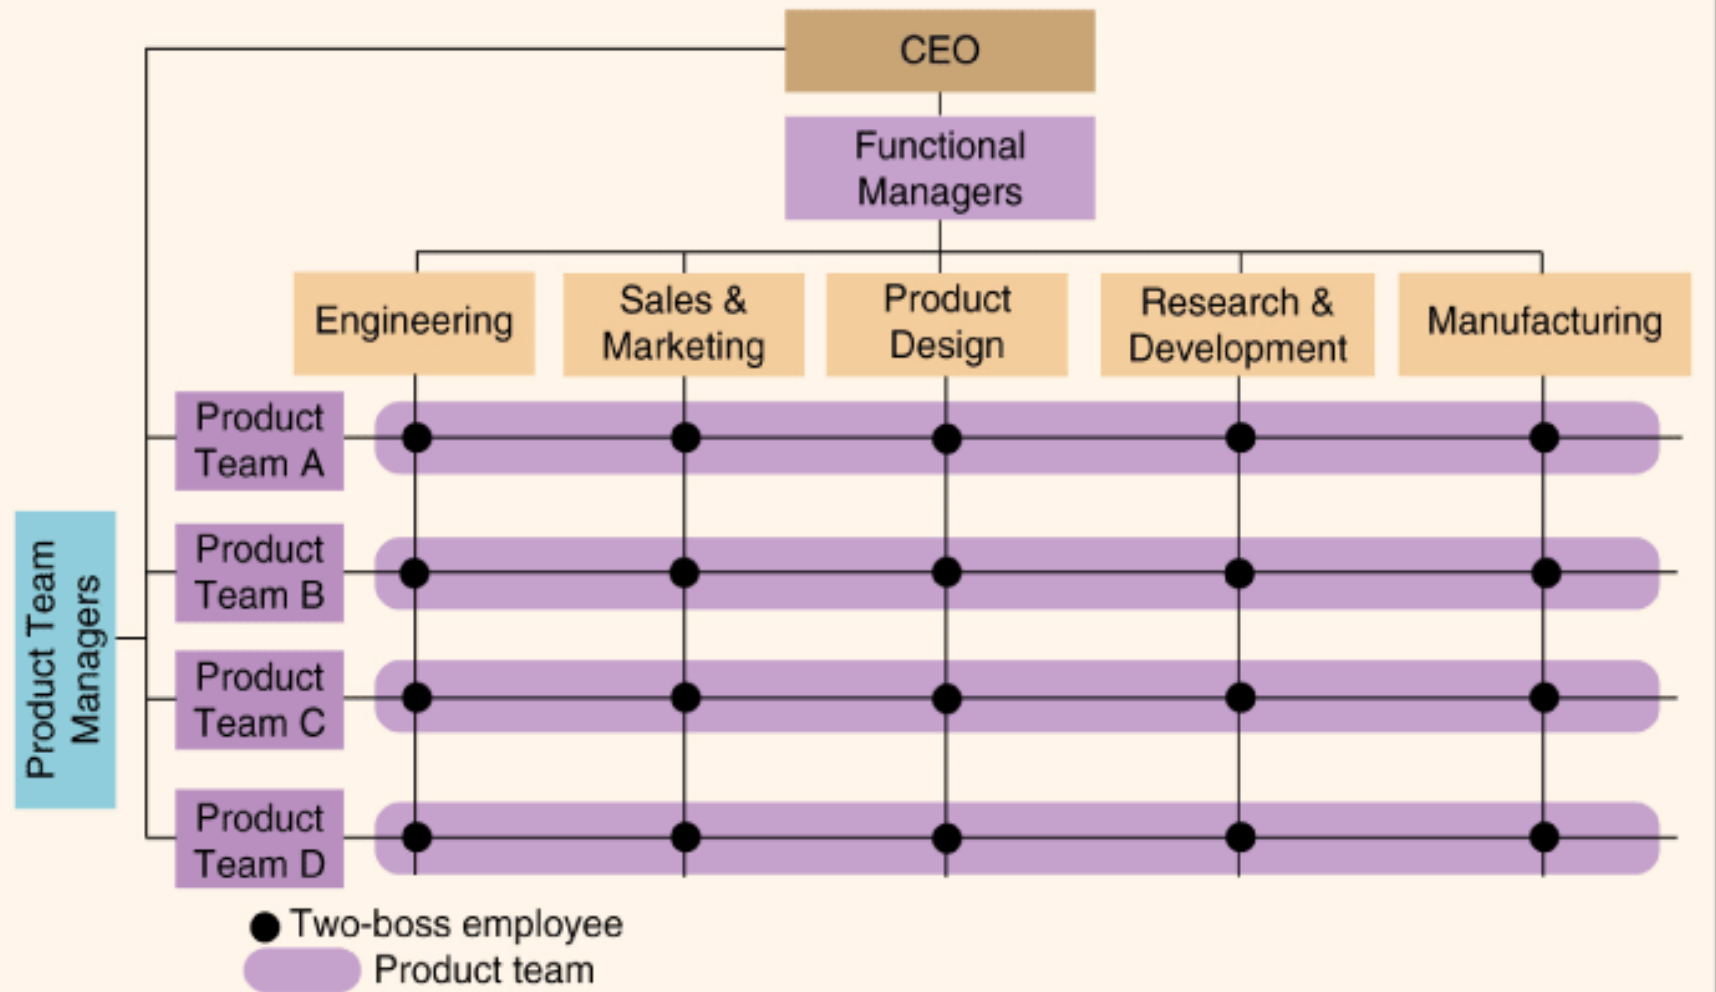 CEO
Functional
Managers
Engineering
Sales &
Marketing
Product
Design
Research &
Development
Manufacturing
Product
Team A
Product
Team B
Product Team
Managers
Product
Team C
Product
Team D
Two-boss employee
Product team